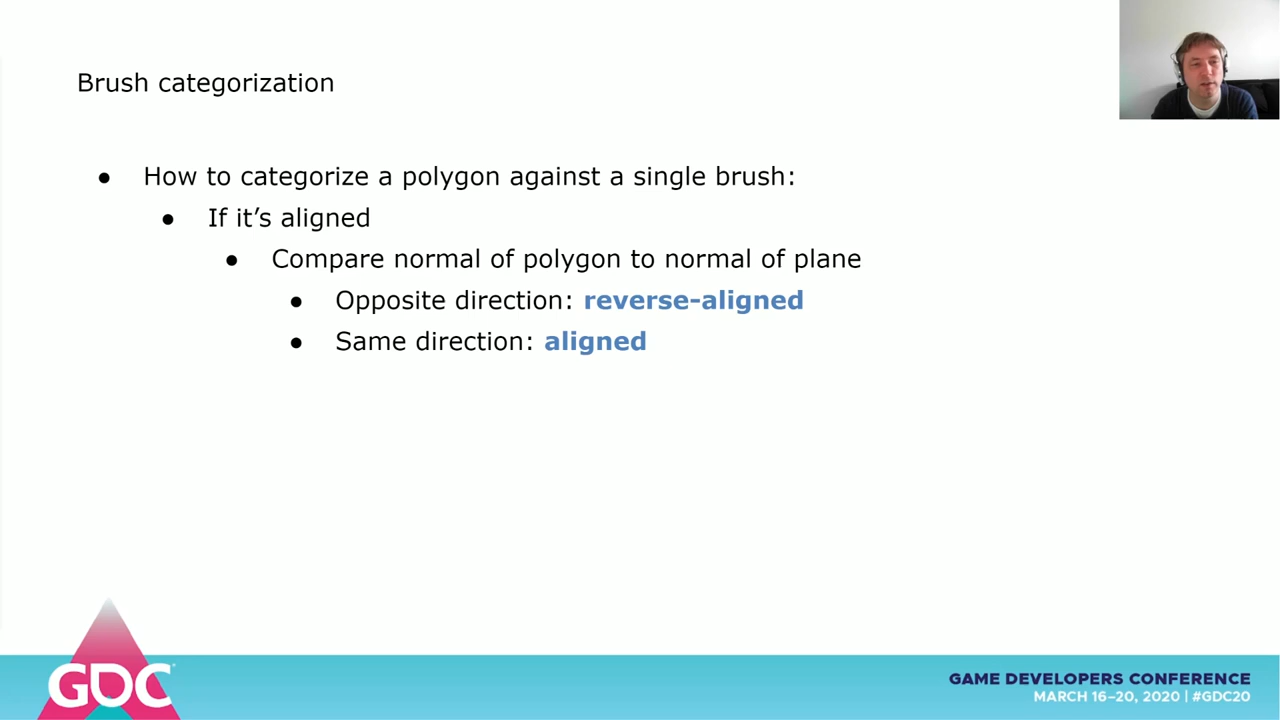 Brush categorization
● How to categorize a polygon against a single brush:
● If it’s aligned
● Compare normal of polygon to normal of plane
● Opposite direction: reverse-aligned
● Same direction: aligned
GDC
GAME DEVELOPERS CONFERENCE
MARCH 16–20, 2020 | #GDC20